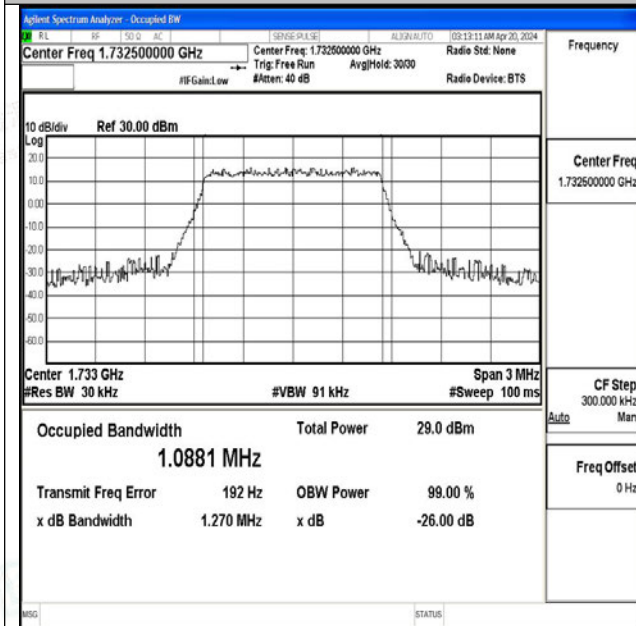 Agilent Spectrum Analyzer - Occupied BW
RL RF 50 Ω AC SENSE:PULSE ALIGN AUTO 03:13:11 AM Apr 20, 2024
Center Freq 1.732500000 GHz
Center Freq: 1.732500000 GHz
Radio Std: None
Trig: Free Run Avg|Hold: 30/30
#IFGain:Low #Atten: 40 dB Radio Device: BTS
10 dB/div Ref 30.00 dBm
Log
20.0
10.0
0.00
-10.0
-20.0
-30.0
-40.0
-50.0
-60.0
Center 1.733 GHz Span 3 MHz
#Res BW 30 kHz #VBW 91 kHz #Sweep 100 ms
Occupied Bandwidth Total Power 29.0 dBm
1.0881 MHz
Transmit Freq Error 192 Hz OBW Power 99.00 %
x dB Bandwidth 1.270 MHz x dB -26.00 dB
MSG STATUS
Frequency
Center Freq
1.732500000 GHz
CF Step
300.000 kHz
Auto Man
Freq Offset
0 Hz